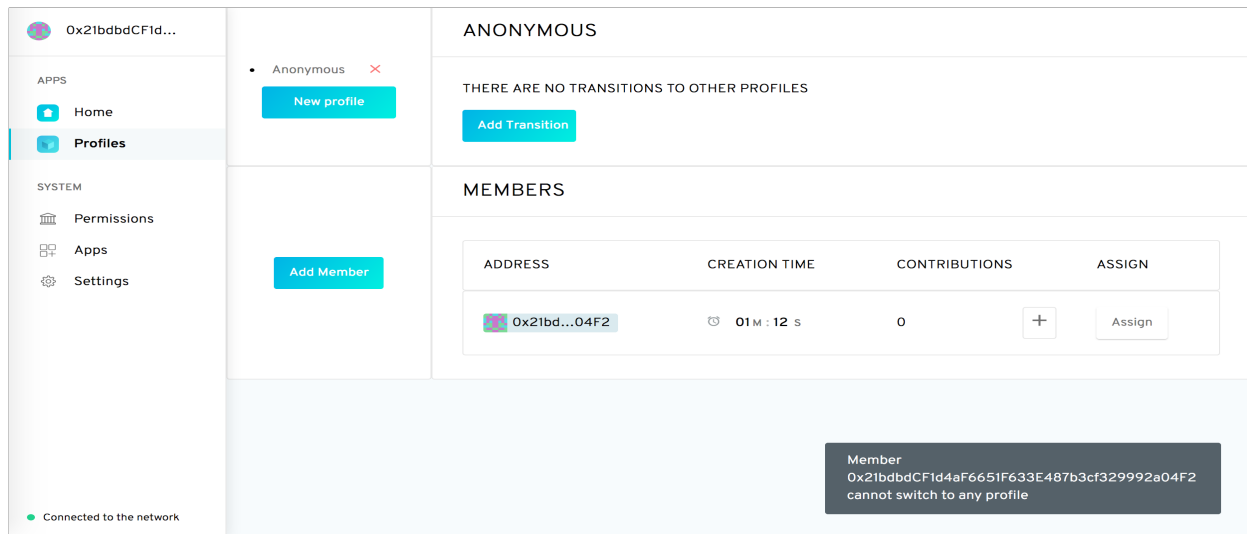 0x21bdbdCF1d...
APPS
Home
Profiles
SYSTEM
Permissions
Apps
Settings
Connected to the network
Anonymous
New profile
Add Member
ANONYMOUS
THERE ARE NO TRANSITIONS TO OTHER PROFILES
Add Transition
MEMBERS
ADDRESS CREATION TIME CONTRIBUTIONS ASSIGN
0x21bd...04F2 01 M : 12 S 0 + Assign
Member
0x21bdbdCF1d4aF6651F633E487b3cf329992a04F2
cannot switch to any profile